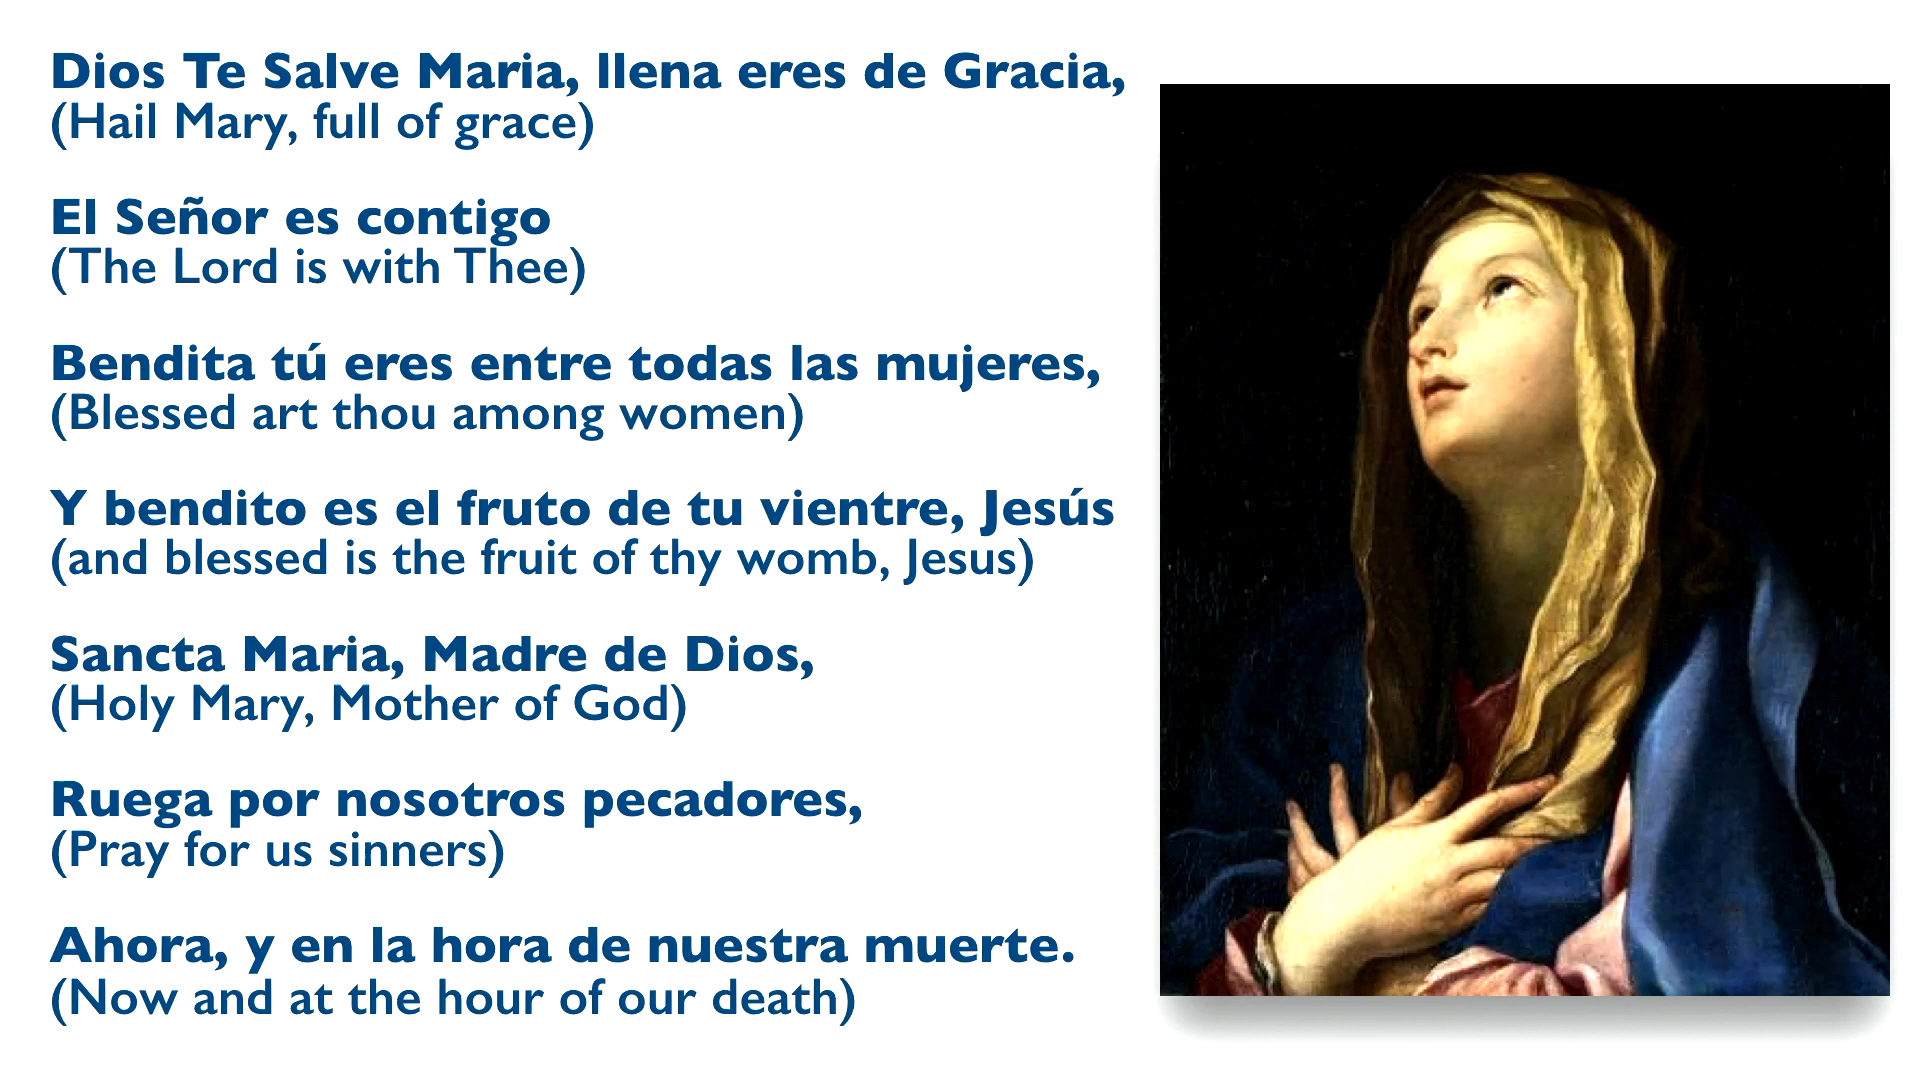 Dios Te Salve Maria, llena eres de Gracia,
(Hail Mary, full of grace)
El Señor es contigo
(The Lord is with Thee)
Bendita tú eres entre todas las mujeres,
(Blessed art thou among women)
Y bendito es el fruto de tu vientre, Jesús
(and blessed is the fruit of thy womb, Jesus)
Sancta Maria, Madre de Dios,
(Holy Mary, Mother of God)
Ruega por nosotros pecadores,
(Pray for us sinners)
Ahora, y en la hora de nuestra muerte.
(Now and at the hour of our death)